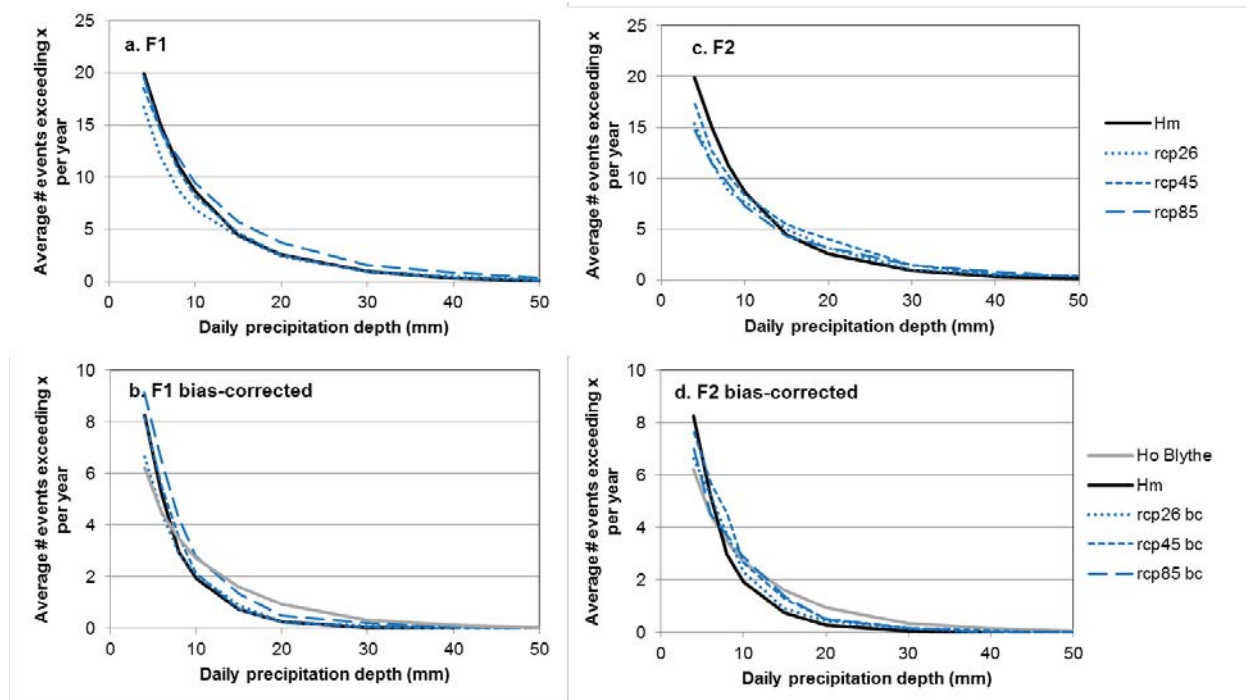 a. F1
25
20
15
10
5
0
0 10 20 30 40 50
Average # events exceeding x
per year
Daily precipitation depth (mm)
c. F2
25
20
15
10
5
0
0 10 20 30 40 50
Average # events exceeding x
per year
Daily precipitation depth (mm)
Hm
rcp26
rcp45
rcp85
b. F1 bias-corrected
10
8
6
4
2
0
0 10 20 30 40 50
Average # events exceeding x
per year
Daily precipitation depth (mm)
d. F2 bias-corrected
10
8
6
4
2
0
0 10 20 30 40 50
Average # events exceeding x
per year
Daily precipitation depth (mm)
Ho Blythe
Hm
rcp26 bc
rcp45 bc
rcp85 bc